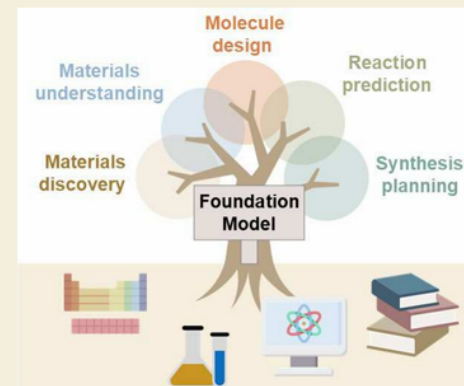 Molecule
design
Materials
understanding
Reaction
prediction
Materials
discovery
Synthesis
planning
Foundation
Model